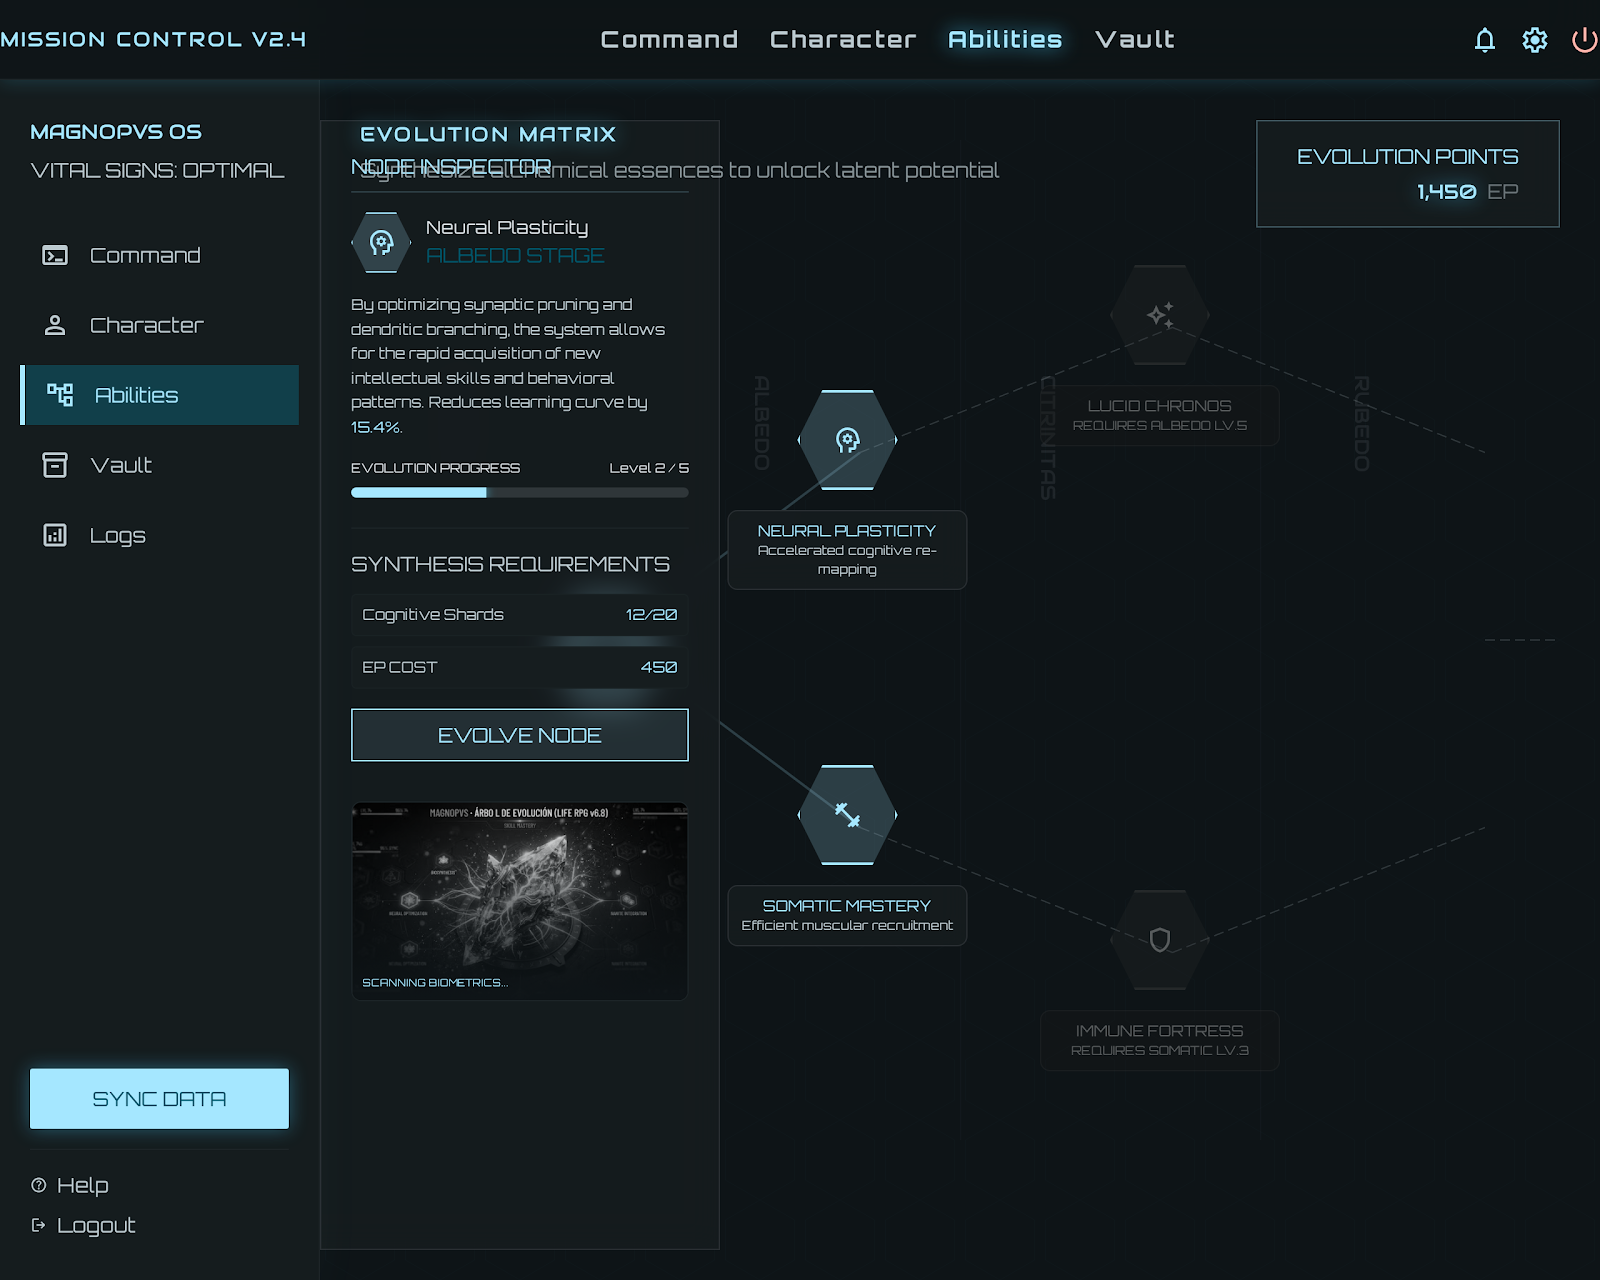 MISSION CONTROL V2.4
Command
Character
Abilities
Vault
MAGNOPVS OS
VITAL SIGNS: OPTIMAL
Command
Character
Abilities
Vault
Logs
SYNC DATA
Help
Logout
EVOLUTION MATRIX
Synthesize alchemical essences to unlock latent potential
NODE INSPECTOR
Neural Plasticity
ALBEDO STAGE
By optimizing synaptic pruning and
dendritic branching, the system allows
for the rapid acquisition of new
intellectual skills and behavioral
patterns. Reduces learning curve by
15.4%.
EVOLUTION PROGRESS
Level 2 / 5
SYNTHESIS REQUIREMENTS
Cognitive Shards
12/20
EP COST
450
EVOLVE NODE
MAGNOPVS · ÁRBO L DE EVOLUCIÓN (LIFE RPG v6.8)
SKILL MASTERY
SCANNING BIOMETRICS...
EVOLUTION POINTS
1,450 EP
ALBEDO
CITRINITAS
RUBEDO
NEURAL PLASTICITY
Accelerated cognitive re-
mapping
LUCID CHRONOS
REQUIRES ALBEDO LV.5
SOMATIC MASTERY
Efficient muscular recruitment
IMMUNE FORTRESS
REQUIRES SOMATIC LV.3